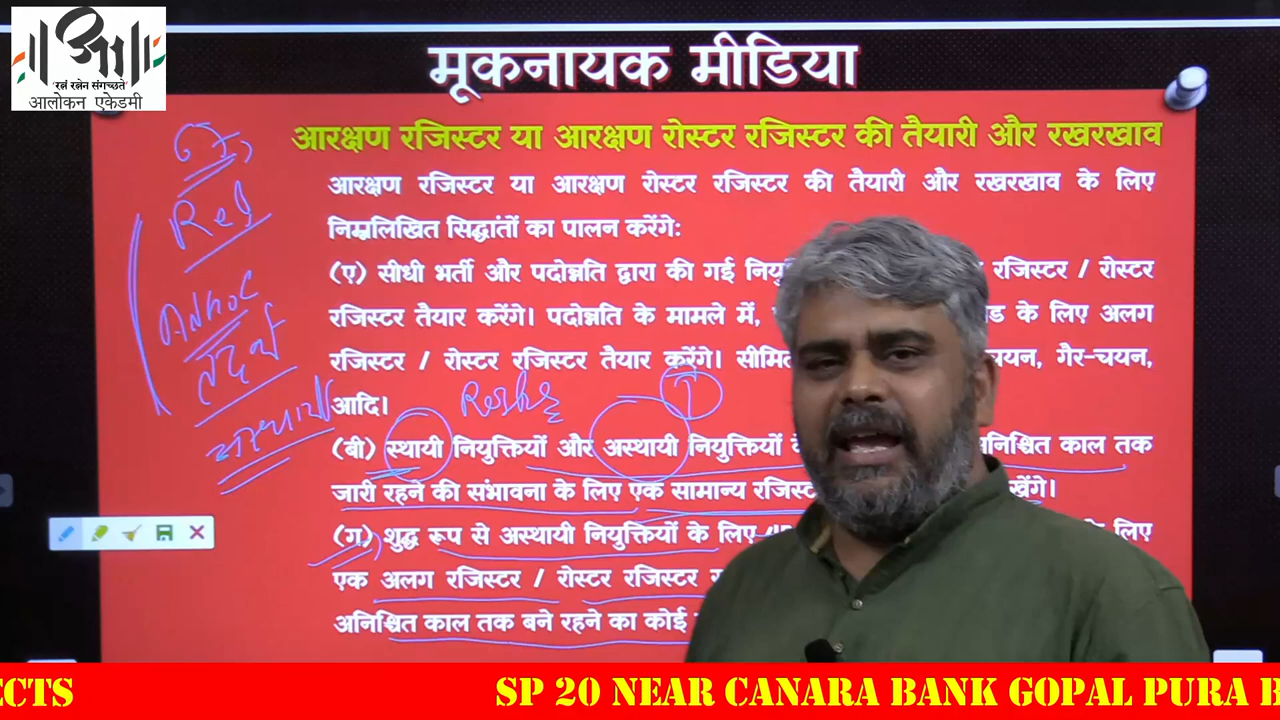 मूकनायक मीडिया
आ
रत्नं रत्नेन संगच्छते
आलोकन एकेडमी
आरक्षण रजिस्टर या आरक्षण रोस्टर रजिस्टर की तैयारी और रखरखाव
आरक्षण रजिस्टर या आरक्षण रोस्टर रजिस्टर की तैयारी और रखरखाव के लिए
निम्नलिखित सिद्धांतों का पालन करेंगे:
(ए) सीधी भर्ती और पदोन्नति द्वारा की गई रजिस्टर / रोस्टर
रजिस्टर तैयार करेंगे। पदोन्नति के मामले में, के लिए अलग
रजिस्टर / रोस्टर रजिस्टर तैयार करेंगे। गैर-चयन,
आदि।
(बी) स्थायी नियुक्तियों और अस्थायी नियुक्तियों अनिश्चित काल तक
जारी रहने की संभावना के लिए एक सामान्य
(ग) शुद्ध रूप से अस्थायी नियुक्तियों के लिए लिए
एक अलग रजिस्टर / रोस्टर रजिस्टर
अनिश्चित काल तक बने रहने का कोई
Adhoc
तदर्थ
अस्थायी
SP 20 NEAR CANARA BANK GOPAL PURA